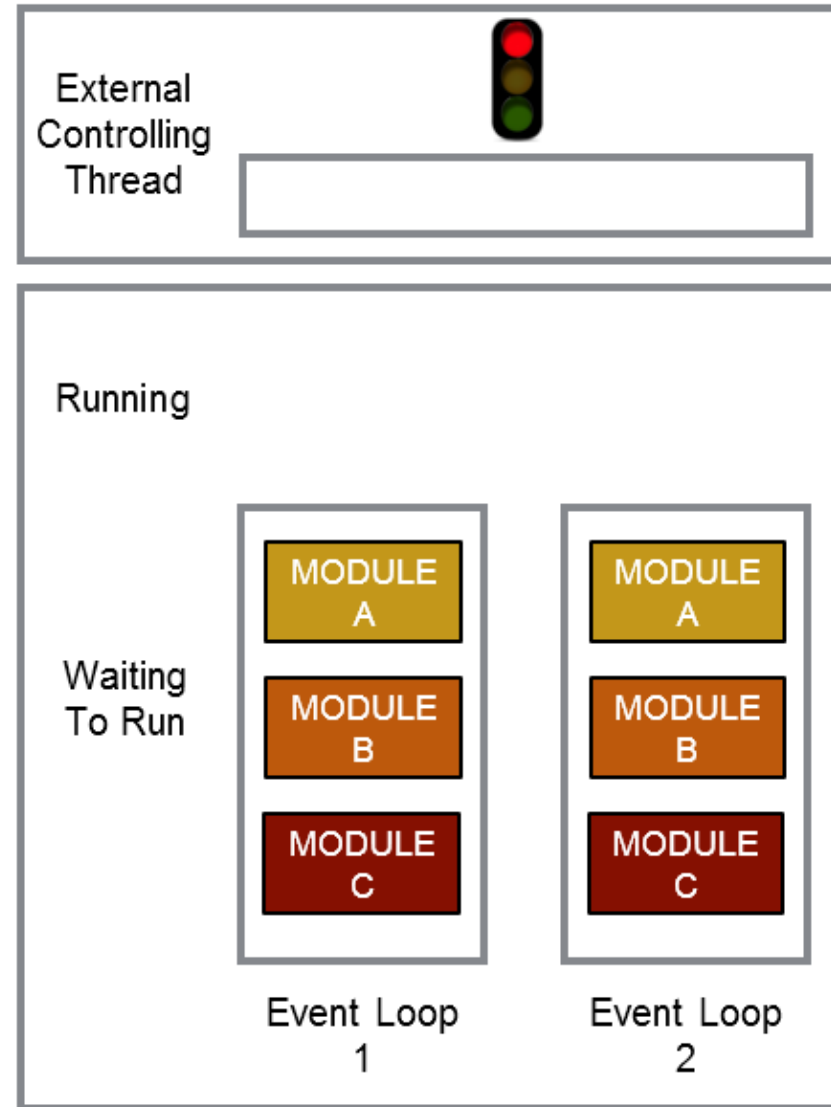 External
Controlling
Thread
Running
Waiting
To Run
MODULE
A
MODULE
B
MODULE
C
Event Loop
1
MODULE
A
MODULE
B
MODULE
C
Event Loop
2